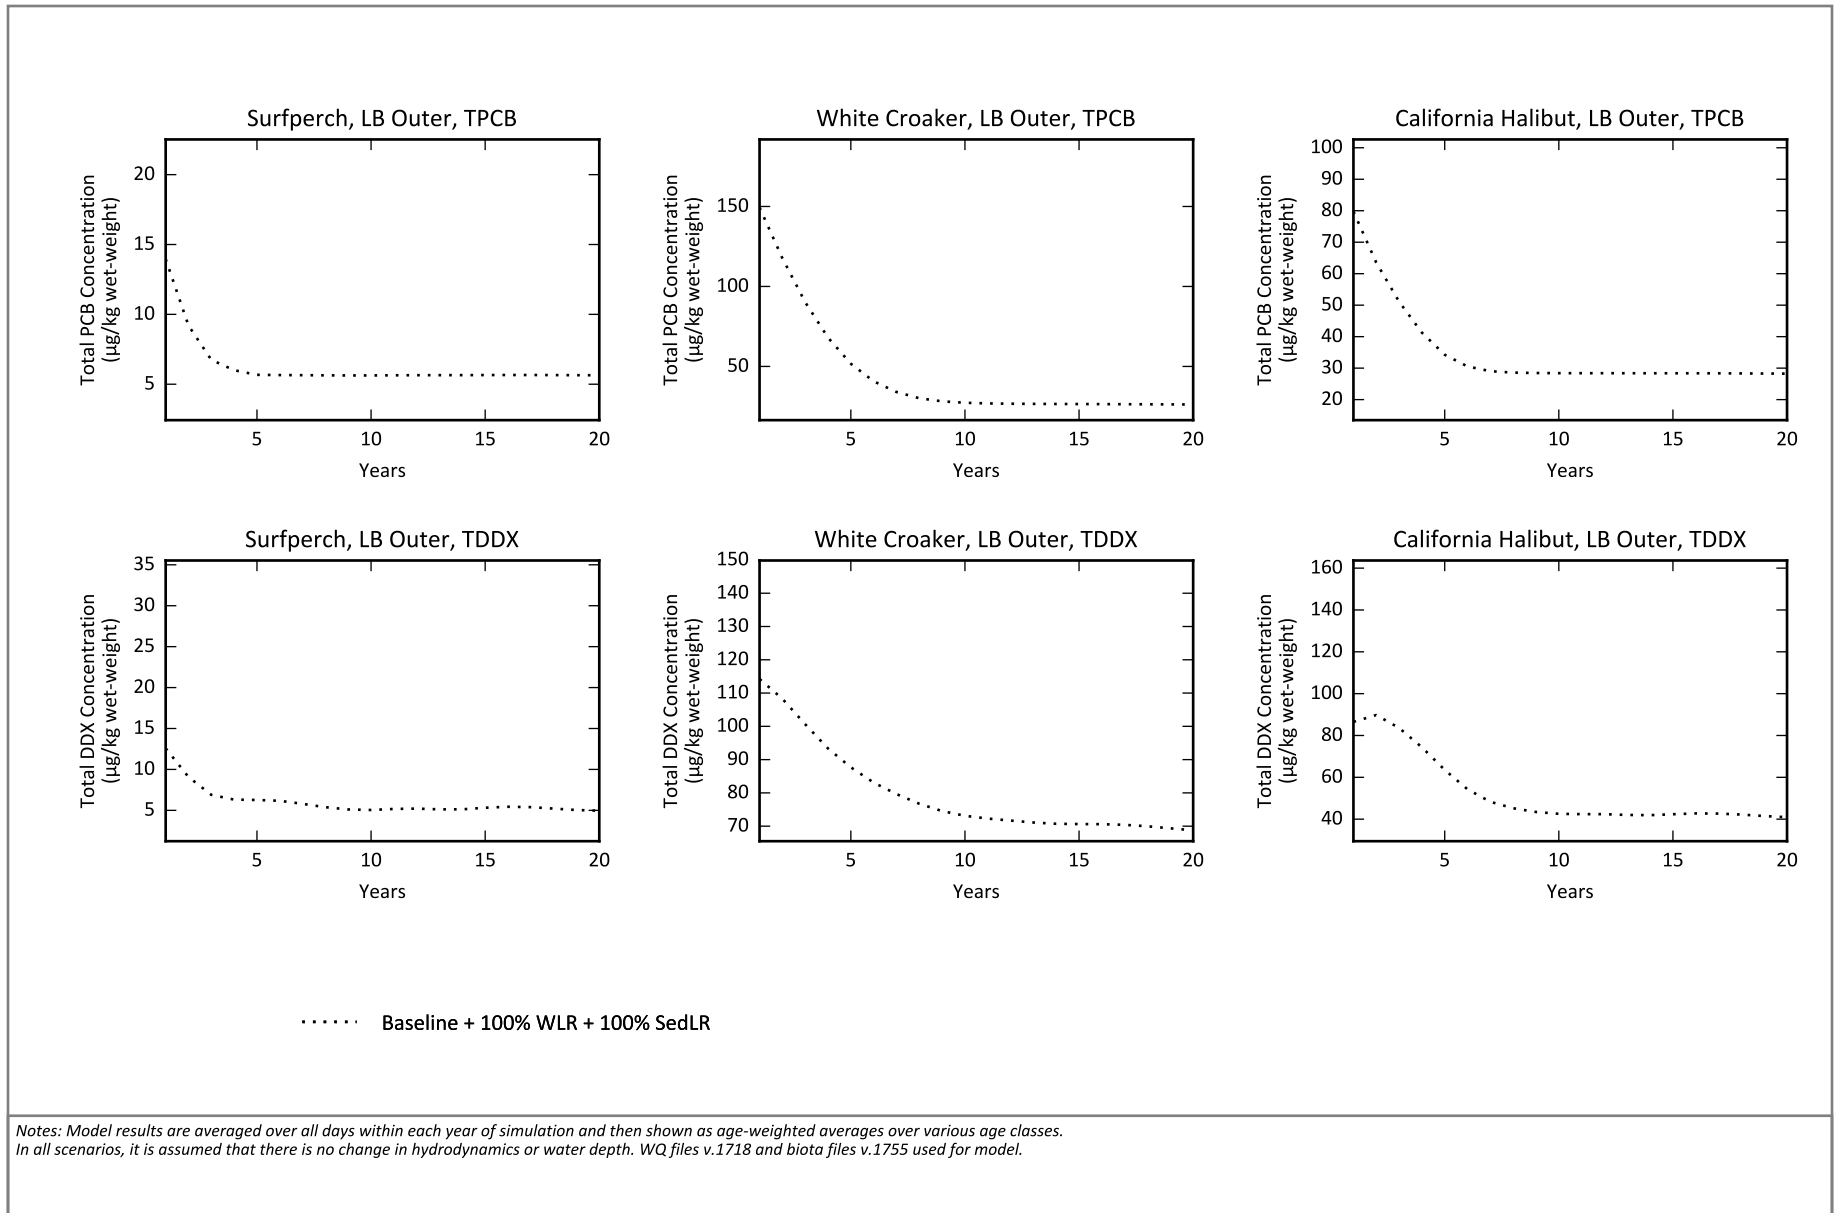 Surfperch, LB Outer, TPCB
Total PCB Concentration
(µg/kg wet-weight)
20
15
10
5
5 10 15 20
Years
White Croaker, LB Outer, TPCB
Total PCB Concentration
(µg/kg wet-weight)
150
100
50
5 10 15 20
Years
California Halibut, LB Outer, TPCB
Total PCB Concentration
(µg/kg wet-weight)
100
90
80
70
60
50
40
30
20
5 10 15 20
Years
Surfperch, LB Outer, TDDX
Total DDX Concentration
(µg/kg wet-weight)
35
30
25
20
15
10
5
5 10 15 20
Years
White Croaker, LB Outer, TDDX
Total DDX Concentration
(µg/kg wet-weight)
150
140
130
120
110
100
90
80
70
5 10 15 20
Years
California Halibut, LB Outer, TDDX
Total DDX Concentration
(µg/kg wet-weight)
160
140
120
100
80
60
40
5 10 15 20
Years
Baseline + 100% WLR + 100% SedLR
Notes: Model results are averaged over all days within each year of simulation and then shown as age-weighted averages over various age classes.
In all scenarios, it is assumed that there is no change in hydrodynamics or water depth. WQ files v.1718 and biota files v.1755 used for model.